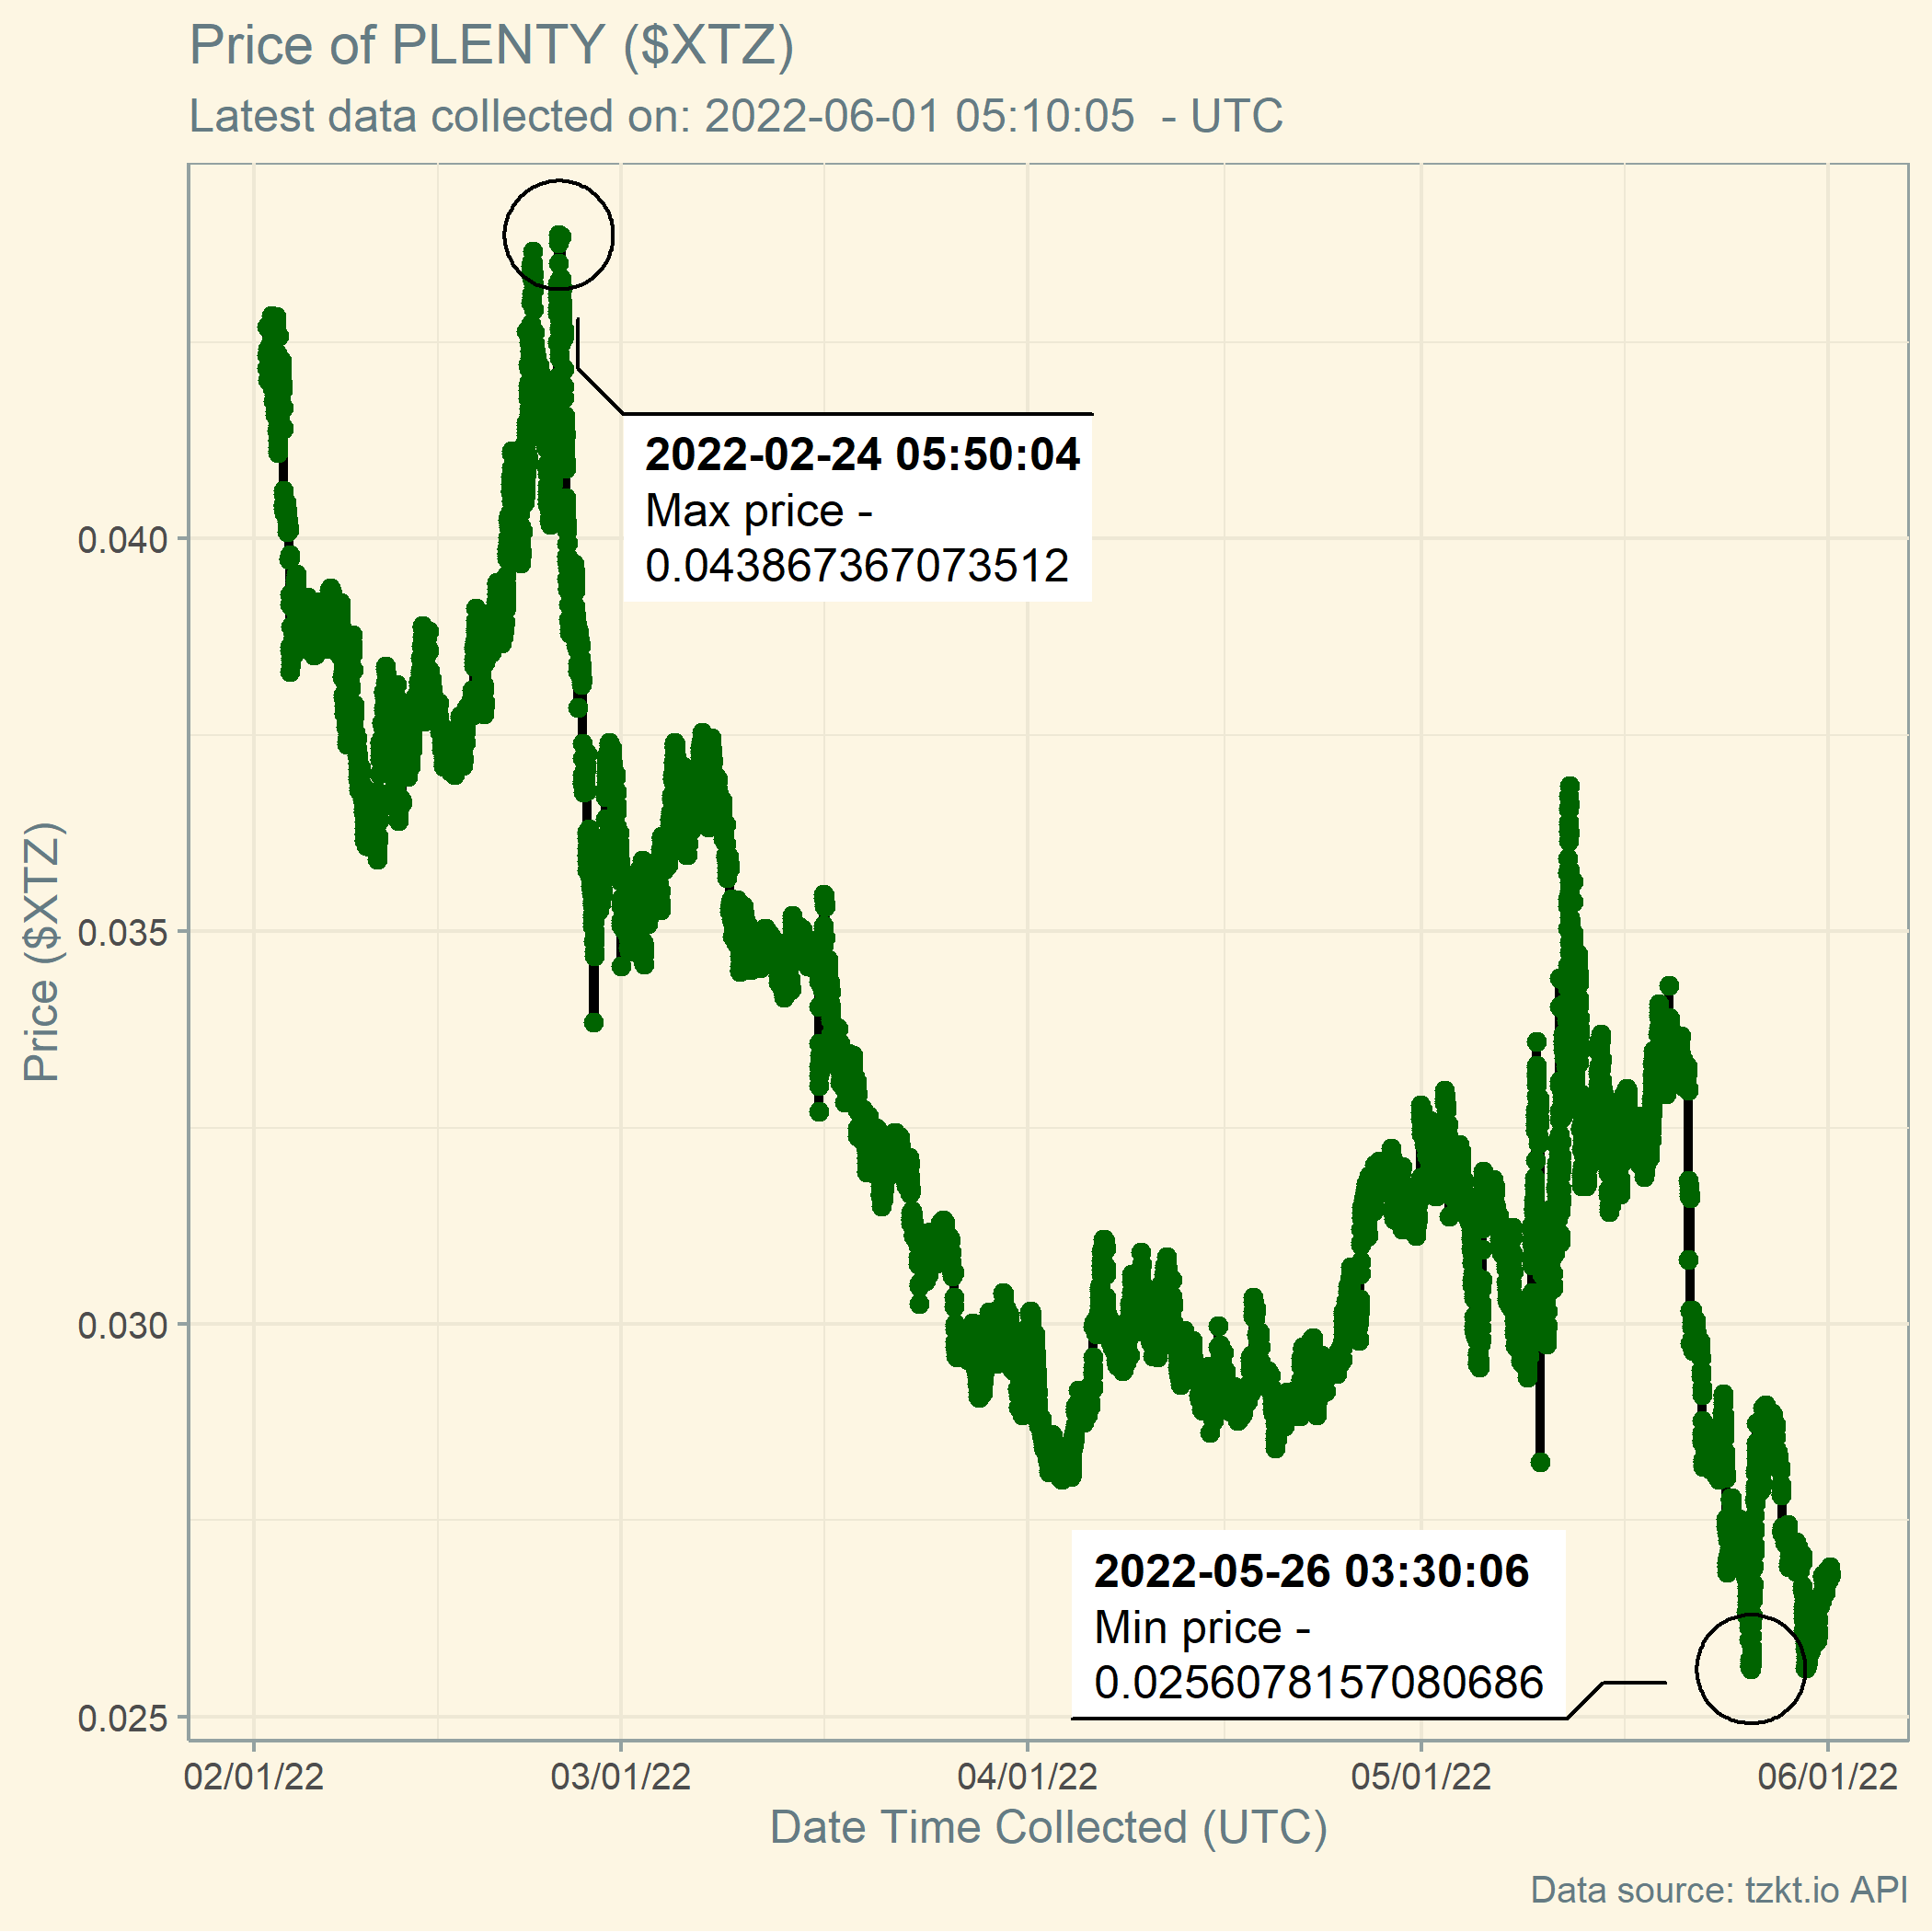 Price of PLENTY ($XTZ)
Latest data collected on: 2022-06-01 05:10:05  - UTC
2022-02-24 05:50:04
Max price -
0.043867367073512
0.040
0.035
Price ($XTZ)
0.030
2022-05-26 03:30:06
Min price -
0.0256078157080686
0.025
02/01/22 03/01/22 04/01/22 05/01/22 06/01/22
Date Time Collected (UTC)
Data source: tzkt.io API